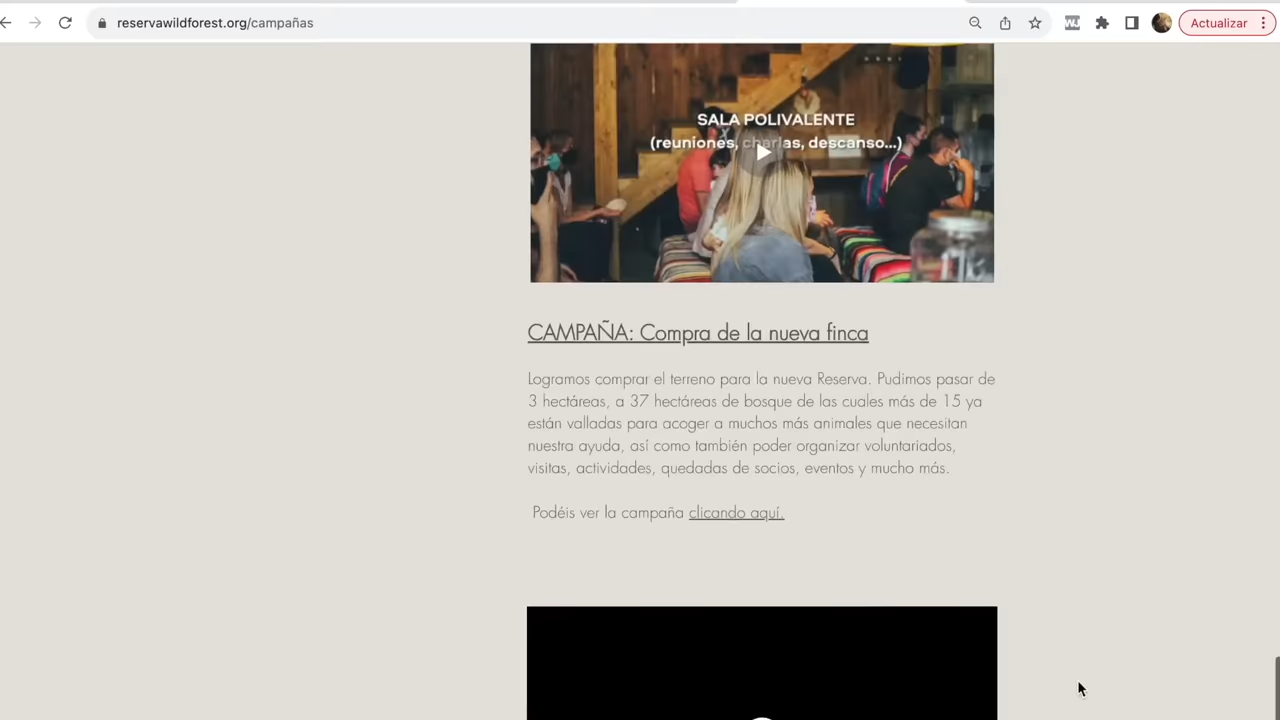 reservawildforest.org/campañas
Actualizar
SALA POLIVALENTE
(reuniones, charlas, descanso...)
CAMPAÑA: Compra de la nueva finca
Logramos comprar el terreno para la nueva Reserva. Pudimos pasar de
3 hectáreas, a 37 hectáreas de bosque de las cuales más de 15 ya
están valladas para acoger a muchos más animales que necesitan
nuestra ayuda, así como también poder organizar voluntariados,
visitas, actividades, quedadas de socios, eventos y mucho más.
Podéis ver la campaña clicando aquí.